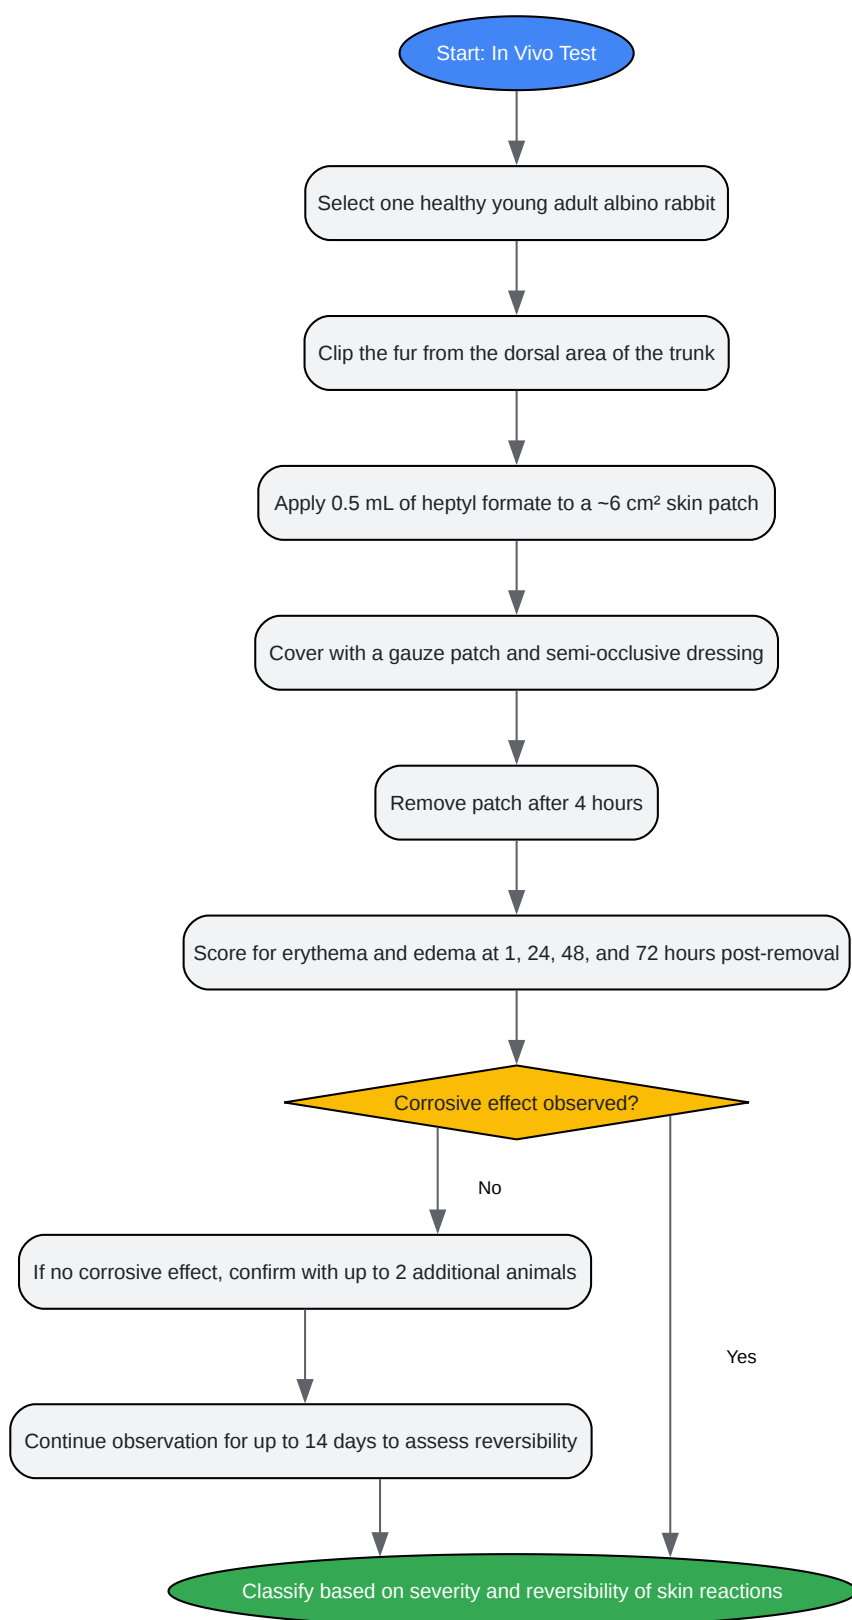 Start: In Vivo Test
Select one healthy young adult albino rabbit
Clip the fur from the dorsal area of the trunk
Apply 0.5 mL of heptyl formate to a ~6 cm² skin patch
Cover with a gauze patch and semi-occlusive dressing
Remove patch after 4 hours
Score for erythema and edema at 1, 24, 48, and 72 hours post-removal
Corrosive effect observed?
No
If no corrosive effect, confirm with up to 2 additional animals
Yes
Continue observation for up to 14 days to assess reversibility
Classify based on severity and reversibility of skin reactions